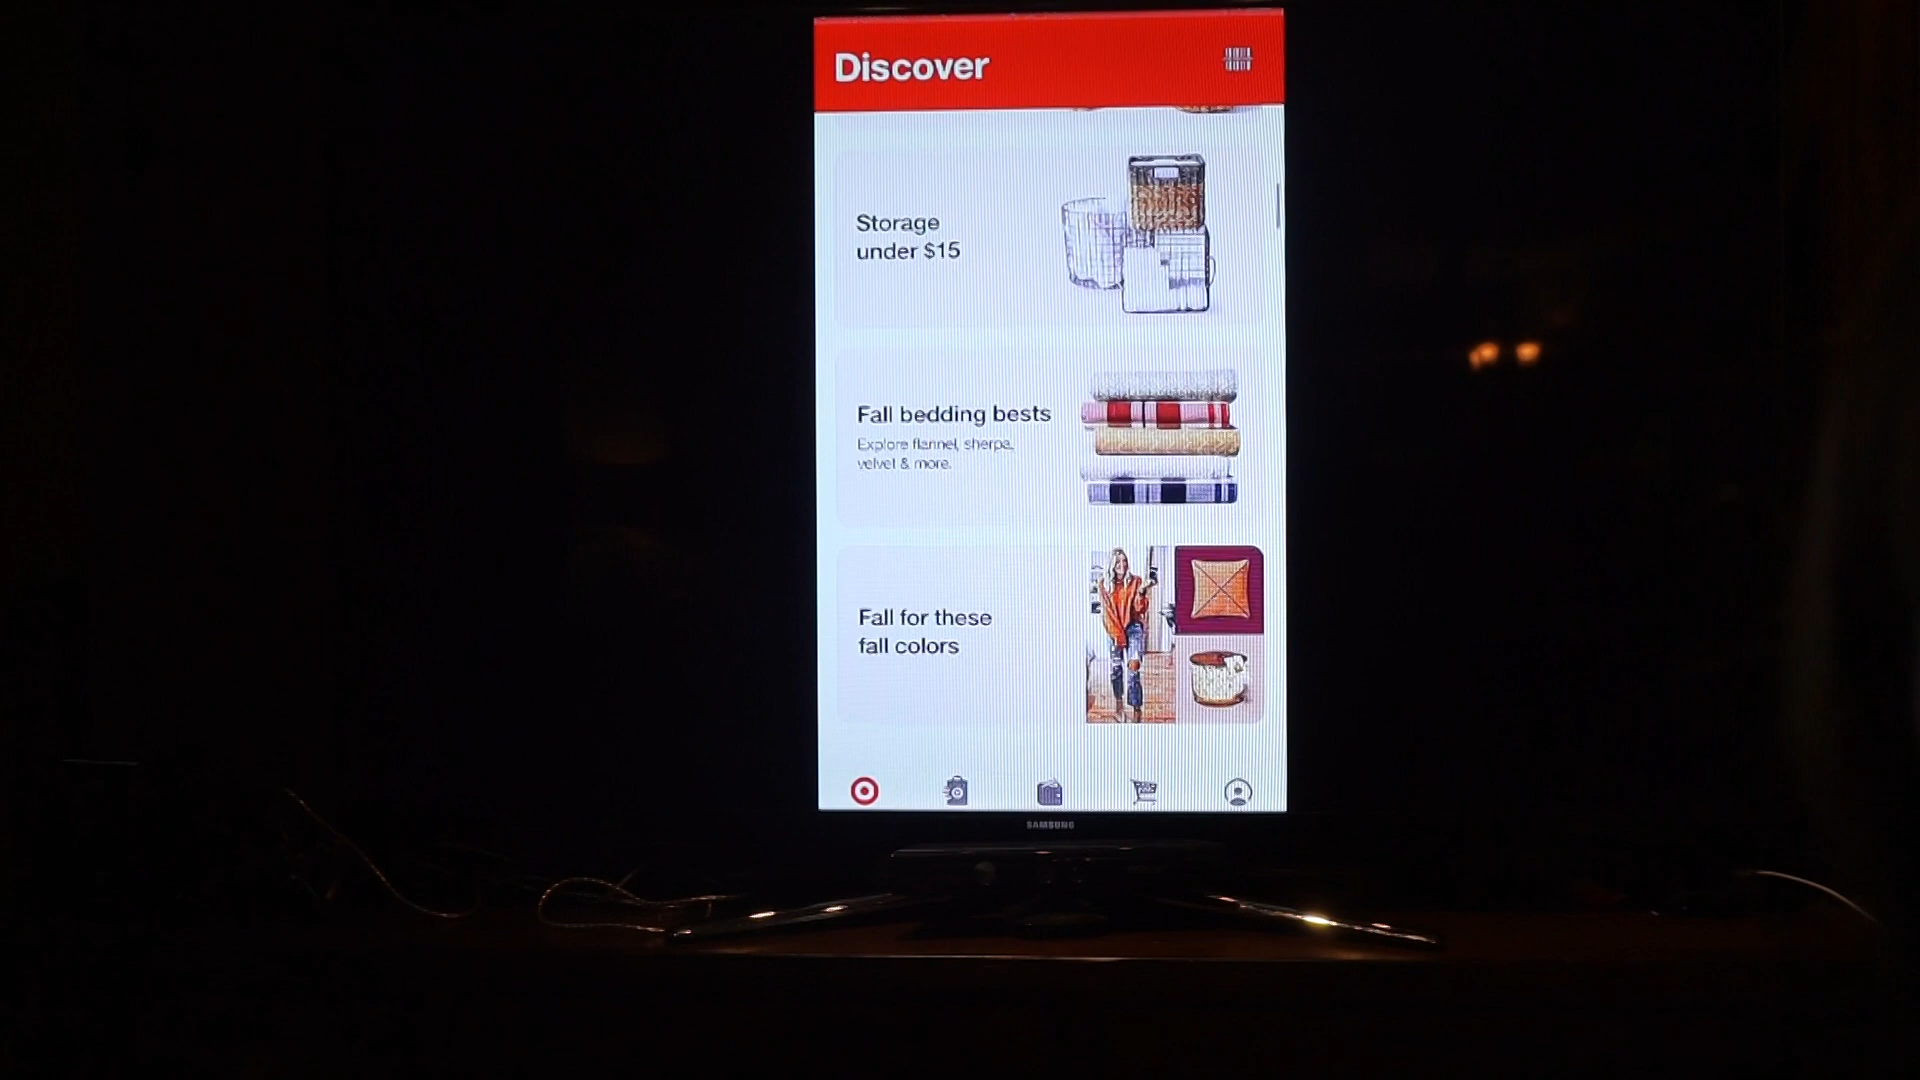 Discover
Storage
under $15
Fall bedding bests
Explore flannel, sherpa,
velvet & more.
Fall for these
fall colors
SAMSUNG